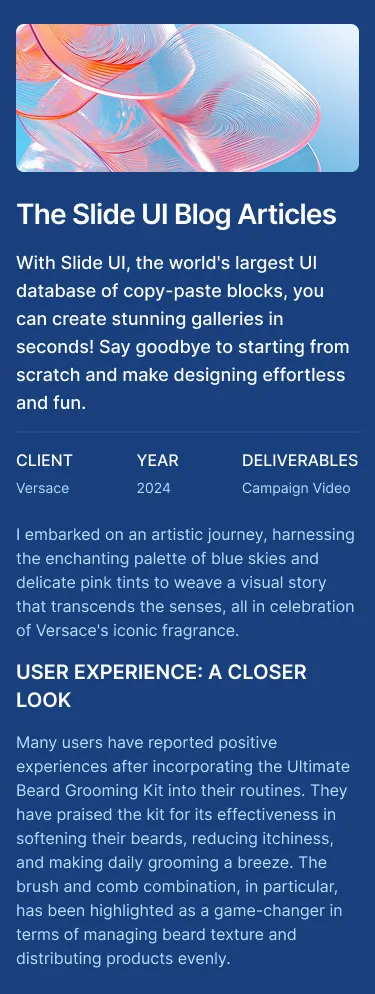 The Slide UI Blog Articles
With Slide UI, the world's largest UI
database of copy-paste blocks, you
can create stunning galleries in
seconds! Say goodbye to starting from
scratch and make designing effortless
and fun.
CLIENT YEAR DELIVERABLES
Versace 2024 Campaign Video
I embarked on an artistic journey, harnessing
the enchanting palette of blue skies and
delicate pink tints to weave a visual story
that transcends the senses, all in celebration
of Versace's iconic fragrance.
USER EXPERIENCE: A CLOSER
LOOK
Many users have reported positive
experiences after incorporating the Ultimate
Beard Grooming Kit into their routines. They
have praised the kit for its effectiveness in
softening their beards, reducing itchiness,
and making daily grooming a breeze. The
brush and comb combination, in particular,
has been highlighted as a game-changer in
terms of managing beard texture and
distributing products evenly.